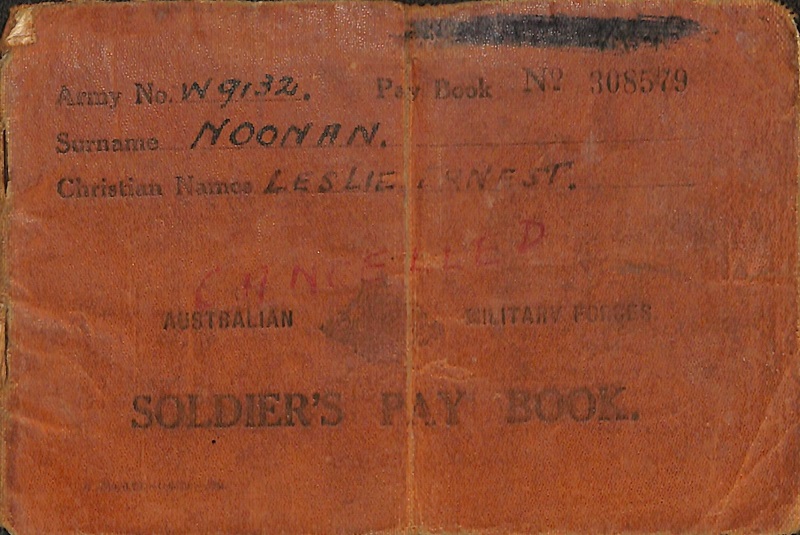 Army No. W9132. Pay Book Nº 308579
Surname NOONAN.
Christian Names LESLIE ERNEST.
CANCELLED
AUSTRALIAN MILITARY FORCES.
SOLDIER'S PAY BOOK.